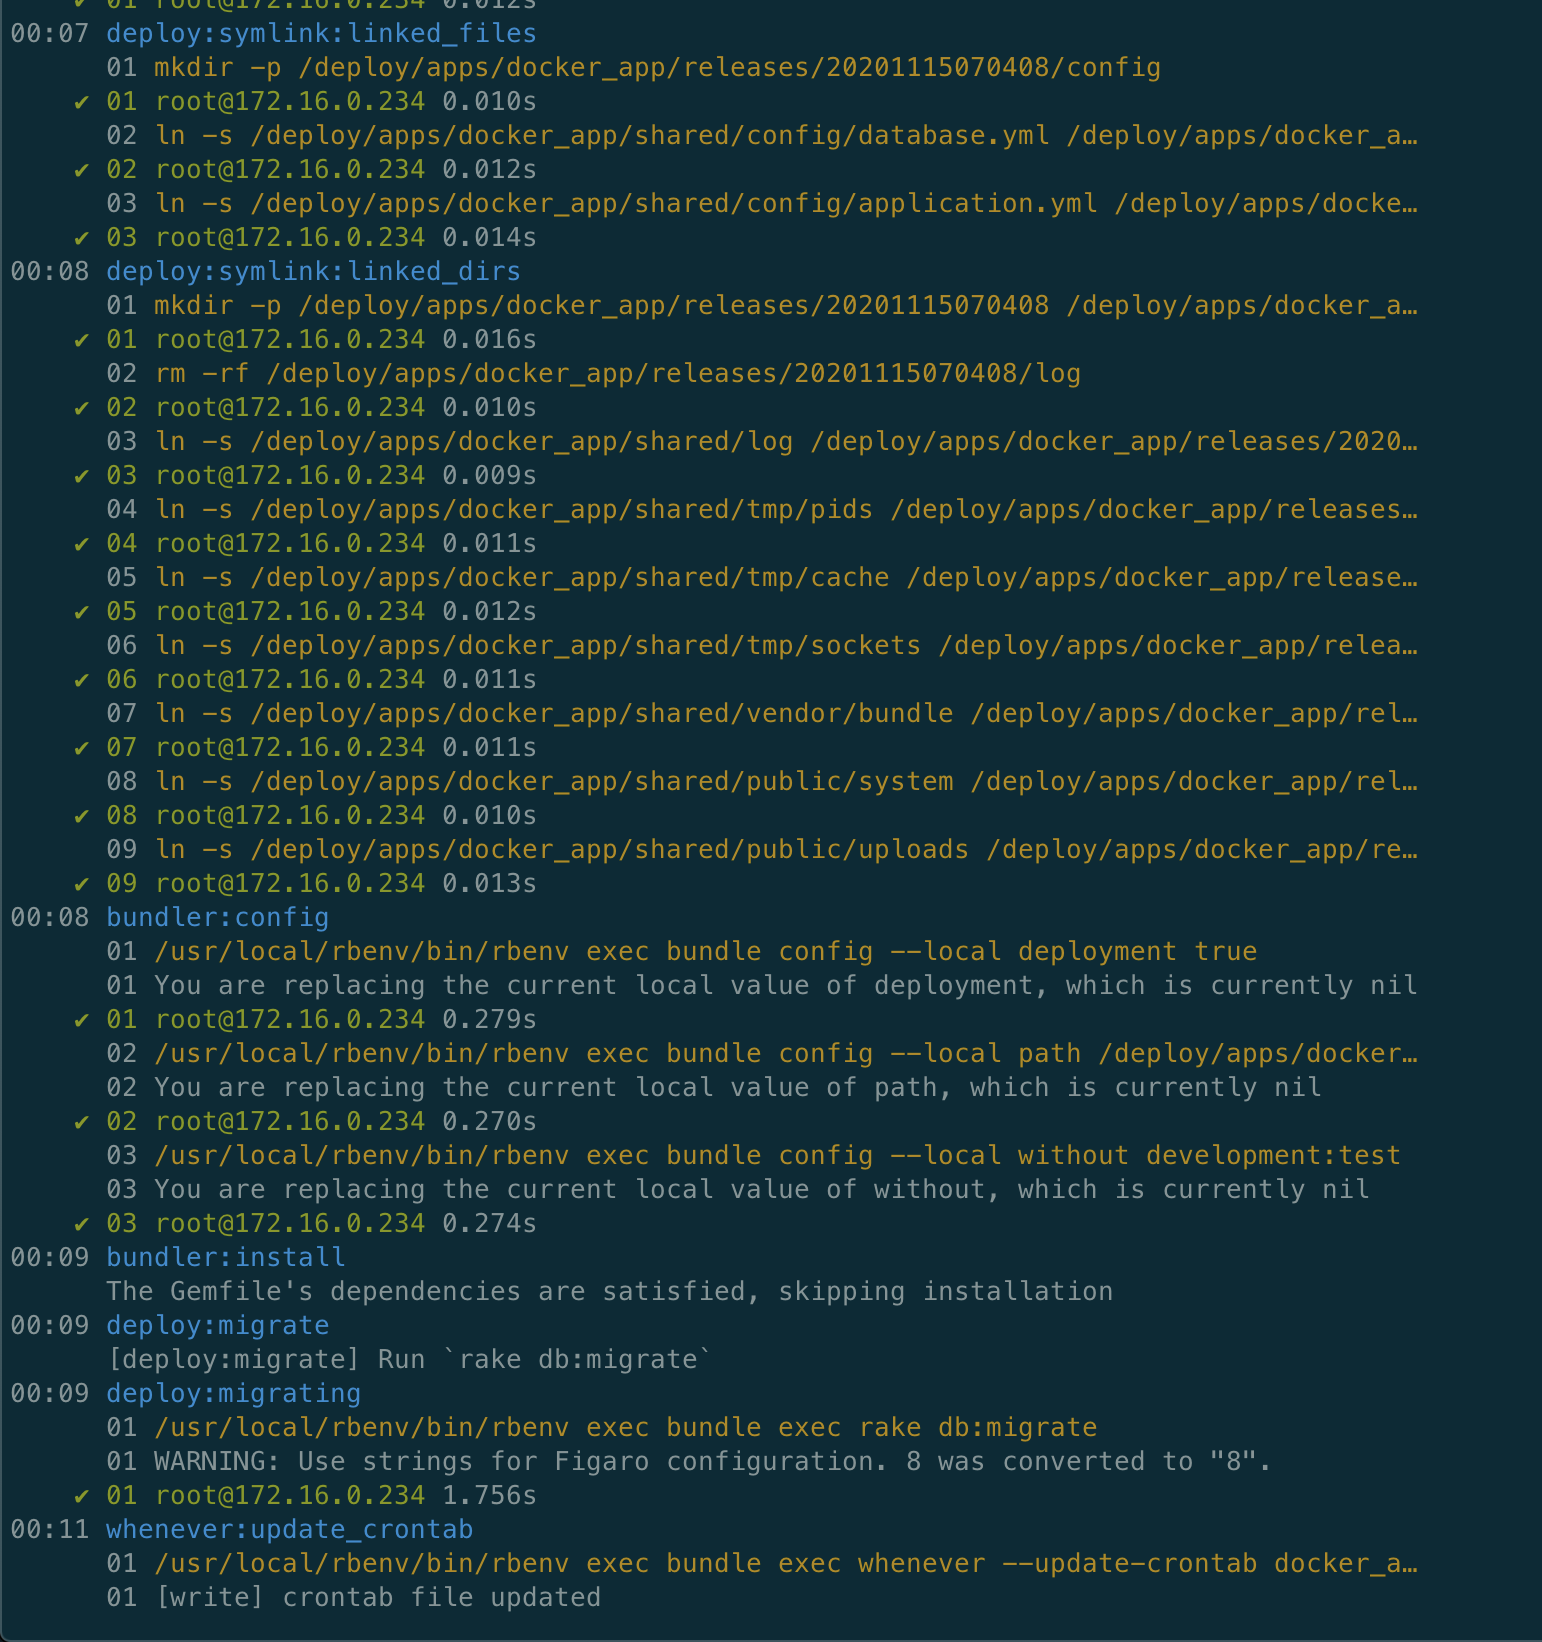 ✔ 01 root@172.16.0.234 0.012s
00:07 deploy:symlink:linked_files
01 mkdir -p /deploy/apps/docker_app/releases/20201115070408/config
✔ 01 root@172.16.0.234 0.010s
02 ln -s /deploy/apps/docker_app/shared/config/database.yml /deploy/apps/docker_a…
✔ 02 root@172.16.0.234 0.012s
03 ln -s /deploy/apps/docker_app/shared/config/application.yml /deploy/apps/docke…
✔ 03 root@172.16.0.234 0.014s
00:08 deploy:symlink:linked_dirs
01 mkdir -p /deploy/apps/docker_app/releases/20201115070408 /deploy/apps/docker_a…
✔ 01 root@172.16.0.234 0.016s
02 rm -rf /deploy/apps/docker_app/releases/20201115070408/log
✔ 02 root@172.16.0.234 0.010s
03 ln -s /deploy/apps/docker_app/shared/log /deploy/apps/docker_app/releases/2020…
✔ 03 root@172.16.0.234 0.009s
04 ln -s /deploy/apps/docker_app/shared/tmp/pids /deploy/apps/docker_app/releases…
✔ 04 root@172.16.0.234 0.011s
05 ln -s /deploy/apps/docker_app/shared/tmp/cache /deploy/apps/docker_app/release…
✔ 05 root@172.16.0.234 0.012s
06 ln -s /deploy/apps/docker_app/shared/tmp/sockets /deploy/apps/docker_app/relea…
✔ 06 root@172.16.0.234 0.011s
07 ln -s /deploy/apps/docker_app/shared/vendor/bundle /deploy/apps/docker_app/rel…
✔ 07 root@172.16.0.234 0.011s
08 ln -s /deploy/apps/docker_app/shared/public/system /deploy/apps/docker_app/rel…
✔ 08 root@172.16.0.234 0.010s
09 ln -s /deploy/apps/docker_app/shared/public/uploads /deploy/apps/docker_app/re…
✔ 09 root@172.16.0.234 0.013s
00:08 bundler:config
01 /usr/local/rbenv/bin/rbenv exec bundle config --local deployment true
01 You are replacing the current local value of deployment, which is currently nil
✔ 01 root@172.16.0.234 0.279s
02 /usr/local/rbenv/bin/rbenv exec bundle config --local path /deploy/apps/docker…
02 You are replacing the current local value of path, which is currently nil
✔ 02 root@172.16.0.234 0.270s
03 /usr/local/rbenv/bin/rbenv exec bundle config --local without development:test
03 You are replacing the current local value of without, which is currently nil
✔ 03 root@172.16.0.234 0.274s
00:09 bundler:install
The Gemfile's dependencies are satisfied, skipping installation
00:09 deploy:migrate
[deploy:migrate] Run `rake db:migrate`
00:09 deploy:migrating
01 /usr/local/rbenv/bin/rbenv exec bundle exec rake db:migrate
01 WARNING: Use strings for Figaro configuration. 8 was converted to "8".
✔ 01 root@172.16.0.234 1.756s
00:11 whenever:update_crontab
01 /usr/local/rbenv/bin/rbenv exec bundle exec whenever --update-crontab docker_a…
01 [write] crontab file updated